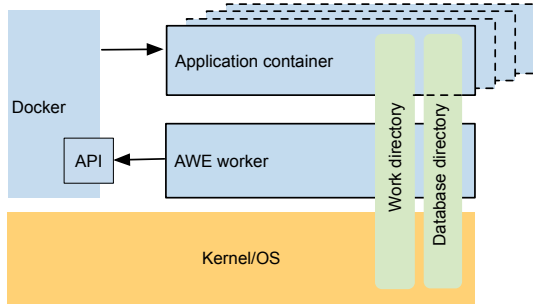 Application container
Docker
API
AWE worker
Work directory
Database directory
Kernel/OS